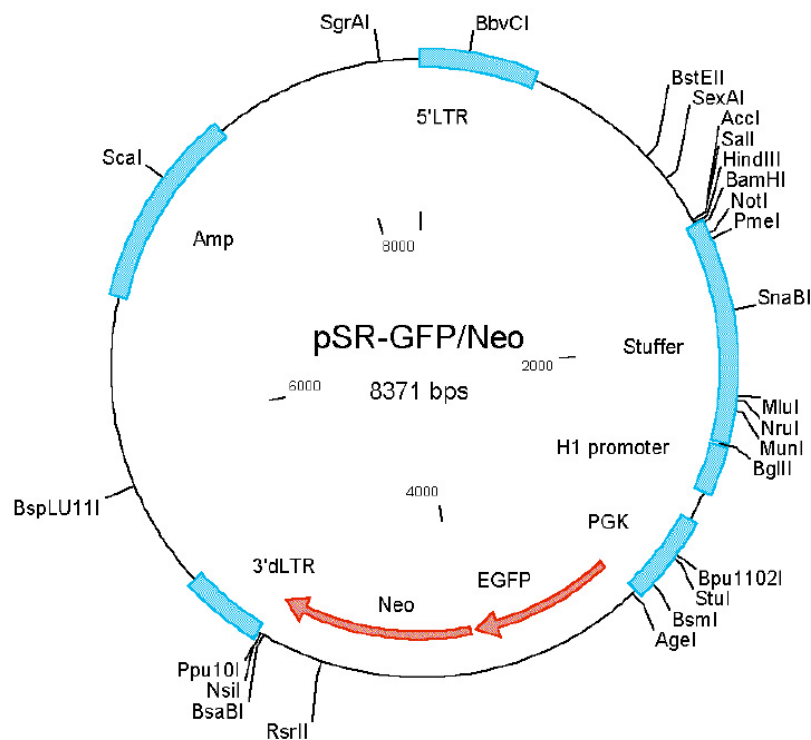 SgrAI
BbvCI
BstEII
SexAI
AccI
SalI
HindIII
BamHI
NotI
PmeI
5'LTR
ScaI
Amp
8000
SnaBI
pSR-GFP/Neo
8371 bps
2000
Stuffer
6000
MluI
NruI
MunI
BglII
H1 promoter
BspLU11I
4000
PGK
3'dLTR
EGFP
Neo
Bpu1102I
StuI
BsmI
AgeI
Ppu10I
NsiI
BsaBI
RsrII